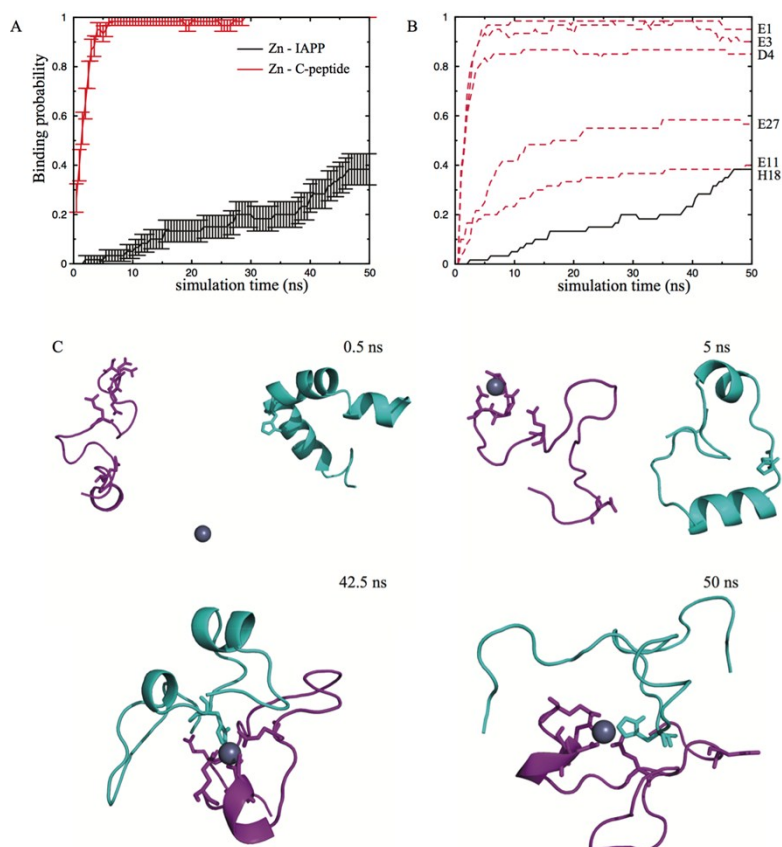 A
B
Zn - IAPP
Zn - C-peptide
Binding probability
1
0.8
0.6
0.4
0.2
0
0 10 20 30 40 50
simulation time (ns)
1
0.8
0.6
0.4
0.2
0
0 10 20 30 40 50
simulation time (ns)
E1
E3
D4
E27
E11
H18
C
0.5 ns
5 ns
42.5 ns
50 ns